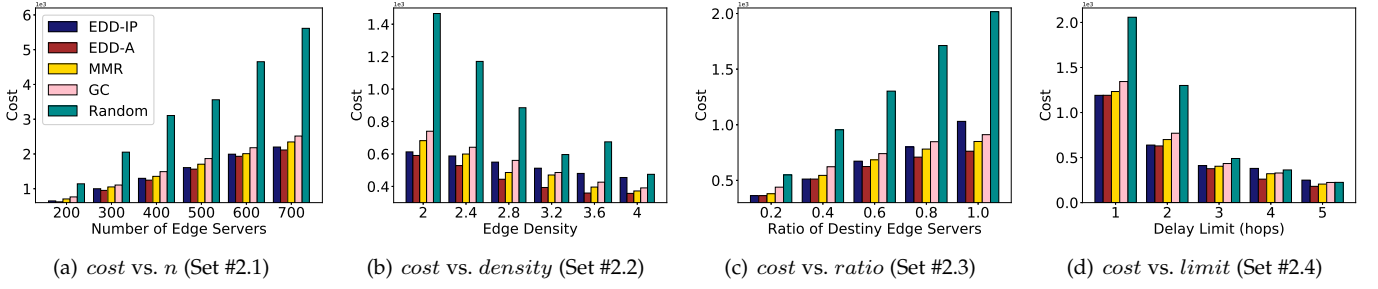 1e3
6
5
4
3
2
1
Cost
EDD-IP
EDD-A
MMR
GC
Random
200 300 400 500 600 700
Number of Edge Servers
(a) cost vs. n (Set #2.1)
1e3
1.4
1.2
1.0
0.8
0.6
0.4
Cost
2 2.4 2.8 3.2 3.6 4
Edge Density
(b) cost vs. density (Set #2.2)
1e3
2.0
1.5
1.0
0.5
Cost
0.2 0.4 0.6 0.8 1.0
Ratio of Destiny Edge Servers
(c) cost vs. ratio (Set #2.3)
1e3
2.0
1.5
1.0
0.5
0.0
Cost
1 2 3 4 5
Delay Limit (hops)
(d) cost vs. limit (Set #2.4)